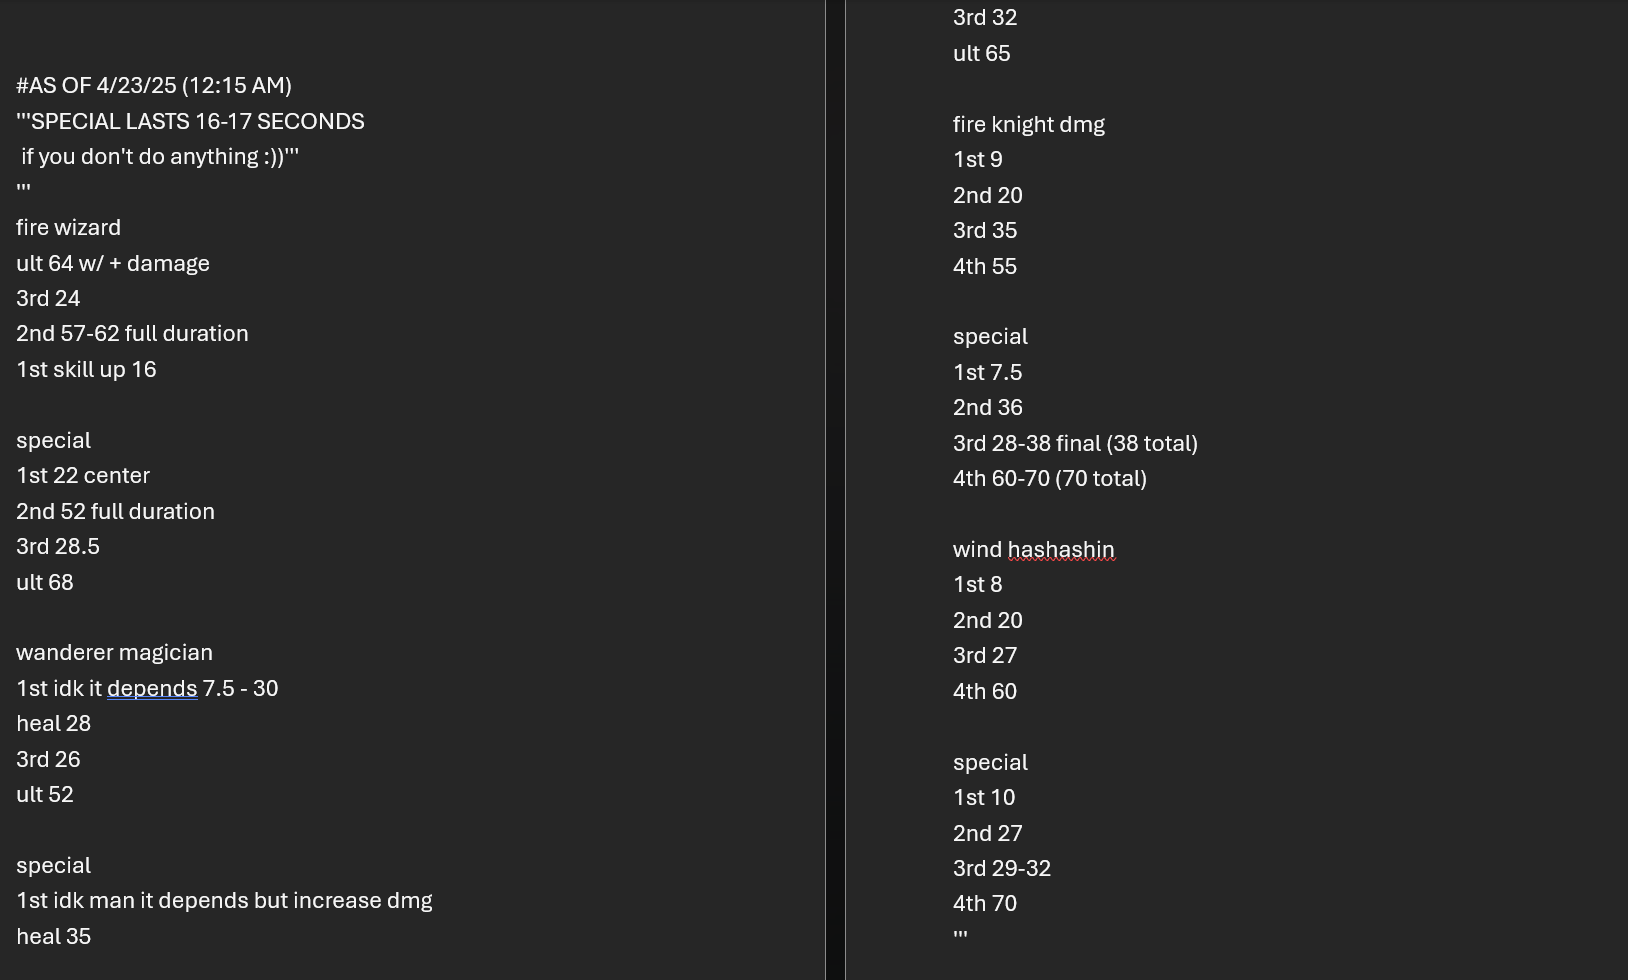 #AS OF 4/23/25 (12:15 AM)
'''SPECIAL LASTS 16-17 SECONDS
 if you don't do anything :))'''
'''
fire wizard
ult 64 w/ + damage
3rd 24
2nd 57-62 full duration
1st skill up 16

special
1st 22 center
2nd 52 full duration
3rd 28.5
ult 68

wanderer magician
1st idk it depends 7.5 - 30
heal 28
3rd 26
ult 52

special
1st idk man it depends but increase dmg
heal 35
3rd 32
ult 65

fire knight dmg
1st 9
2nd 20
3rd 35
4th 55

special
1st 7.5
2nd 36
3rd 28-38 final (38 total)
4th 60-70 (70 total)

wind hashashin
1st 8
2nd 20
3rd 27
4th 60

special
1st 10
2nd 27
3rd 29-32
4th 70
'''